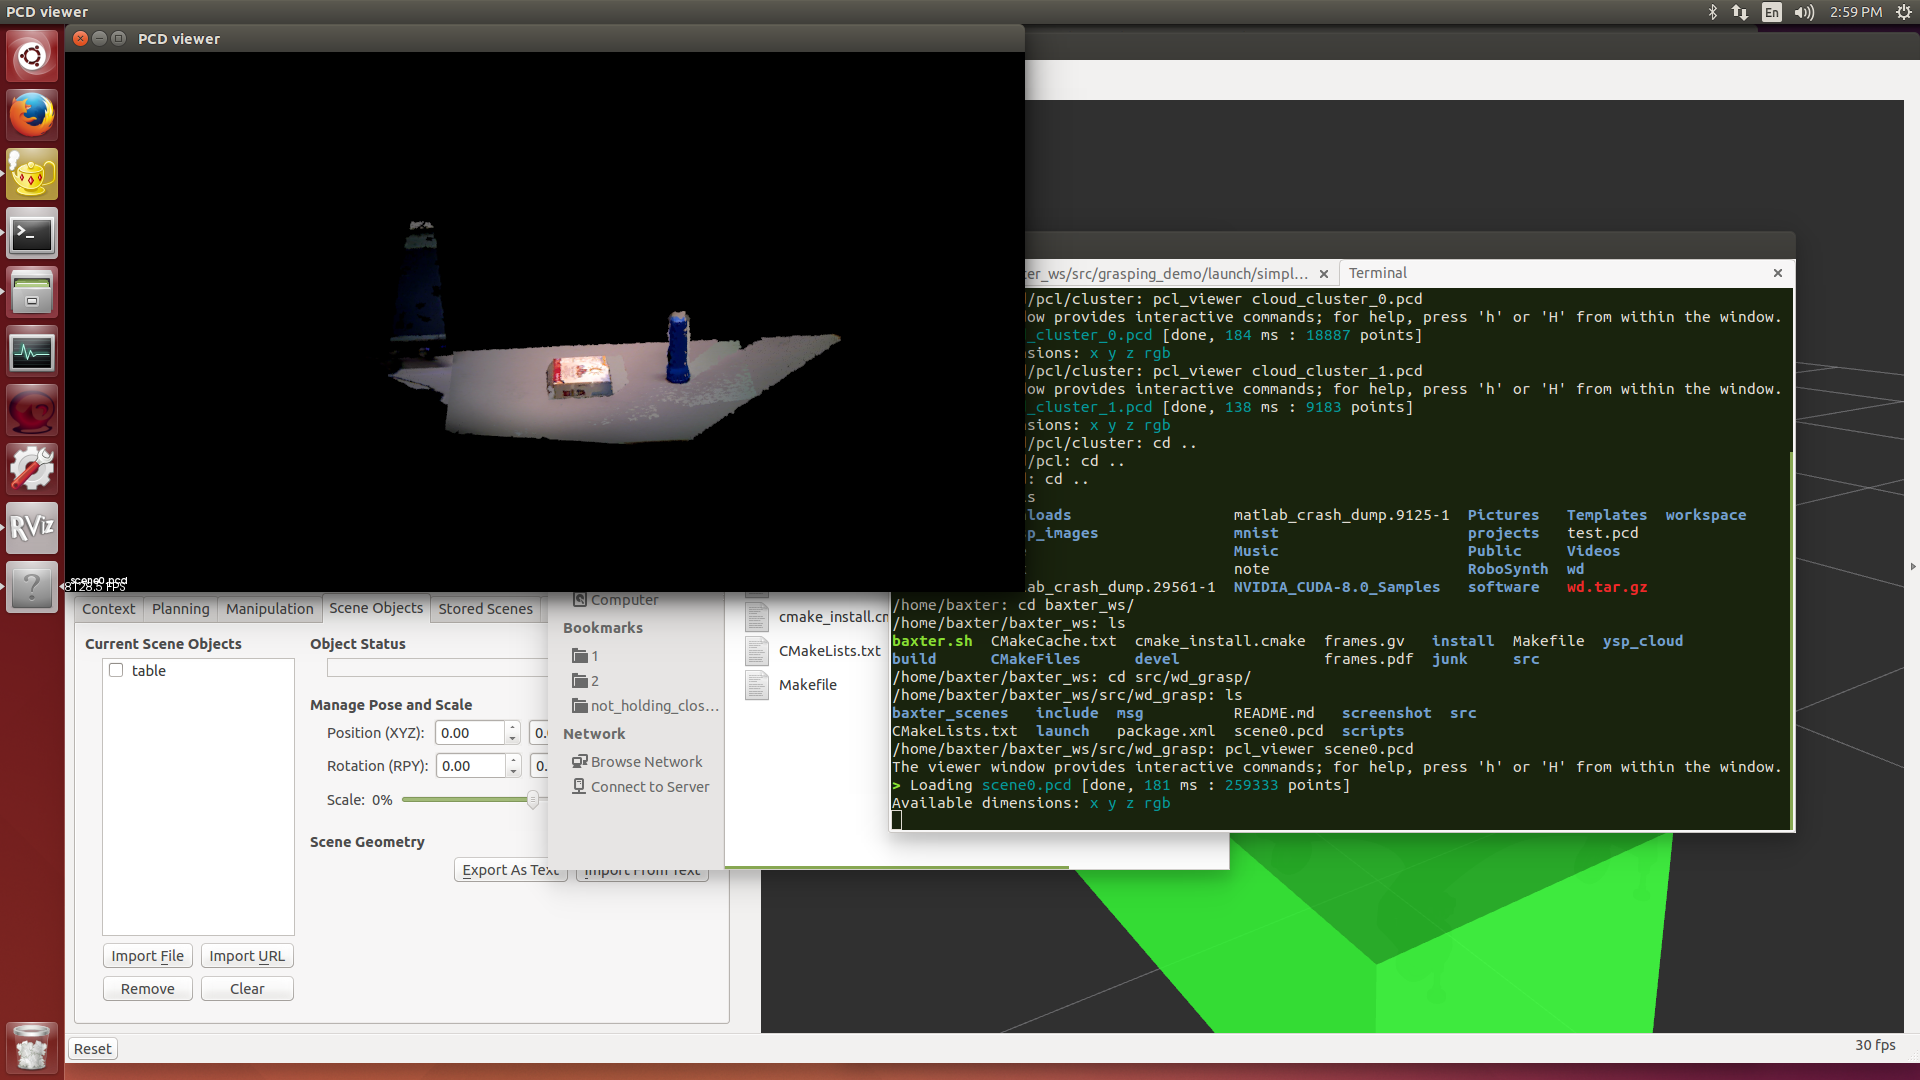 PCD viewer
En
2:59 PM
PCD viewer
scene0.pcd
FPS
RViz
Context
Planning
Manipulation
Scene Objects
Stored Scenes
Current Scene Objects
table
Object Status
Manage Pose and Scale
Position (XYZ):
0.00
0.
Rotation (RPY):
0.00
0.
Scale: 0%
Scene Geometry
Export As Text
Import From Text
Import File
Import URL
Remove
Clear
Reset
30 fps
Computer
Bookmarks
1
2
not_holding_clos...
Network
Browse Network
Connect to Server
cmake_install.cm
CMakeLists.txt
Makefile
er_ws/src/grasping_demo/launch/simpl... ×
Terminal ×
/pcl/cluster: pcl_viewer cloud_cluster_0.pcd
ow provides interactive commands; for help, press 'h' or 'H' from within the window.
_cluster_0.pcd [done, 184 ms : 18887 points]
nsions: x y z rgb
/pcl/cluster: pcl_viewer cloud_cluster_1.pcd
ow provides interactive commands; for help, press 'h' or 'H' from within the window.
_cluster_1.pcd [done, 138 ms : 9183 points]
nsions: x y z rgb
/pcl/cluster: cd ..
/pcl: cd ..
: cd ..
ls
loads matlab_crash_dump.9125-1 Pictures Templates workspace
p_images mnist projects test.pcd
Music Public Videos
note RoboSynth wd
ab_crash_dump.29561-1 NVIDIA_CUDA-8.0_Samples software wd.tar.gz
/home/baxter: cd baxter_ws/
/home/baxter/baxter_ws: ls
baxter.sh CMakeCache.txt cmake_install.cmake frames.gv install Makefile ysp_cloud
build CMakeFiles devel frames.pdf junk src
/home/baxter/baxter_ws: cd src/wd_grasp/
/home/baxter/baxter_ws/src/wd_grasp: ls
baxter_scenes include msg README.md screenshot src
CMakeLists.txt launch package.xml scene0.pcd scripts
/home/baxter/baxter_ws/src/wd_grasp: pcl_viewer scene0.pcd
The viewer window provides interactive commands; for help, press 'h' or 'H' from within the window.
> Loading scene0.pcd [done, 181 ms : 259333 points]
Available dimensions: x y z rgb